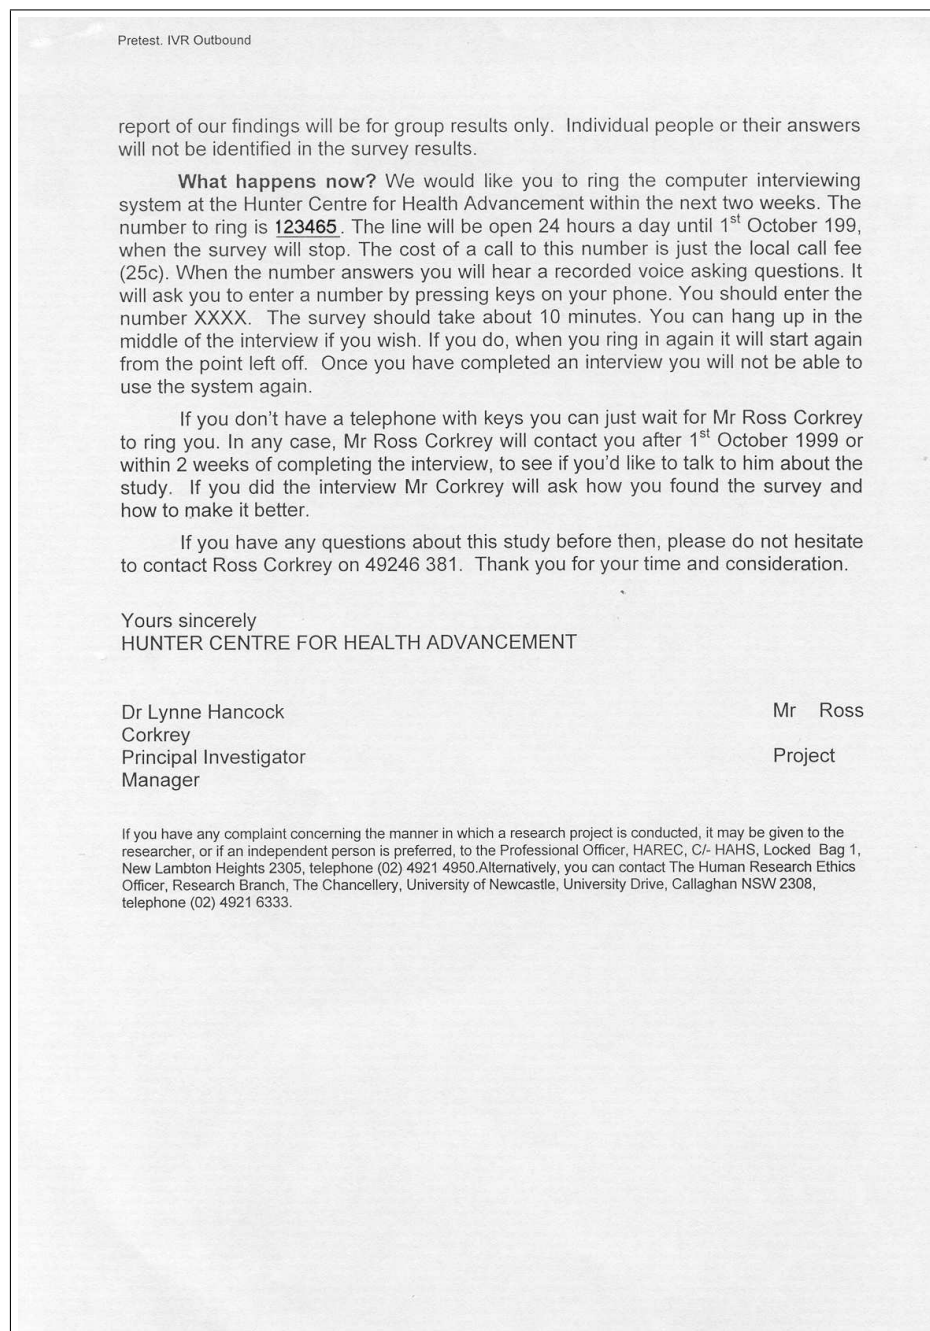 Pretest. IVR Outbound
report of our findings will be for group results only.  Individual people or their answers
will not be identified in the survey results.
What happens now? We would like you to ring the computer interviewing
system at the Hunter Centre for Health Advancement within the next two weeks. The
number to ring is 123465. The line will be open 24 hours a day until 1st October 199,
when the survey will stop. The cost of a call to this number is just the local call fee
(25c). When the number answers you will hear a recorded voice asking questions. It
will ask you to enter a number by pressing keys on your phone. You should enter the
number XXXX.  The survey should take about 10 minutes. You can hang up in the
middle of the interview if you wish. If you do, when you ring in again it will start again
from the point left off.  Once you have completed an interview you will not be able to
use the system again.
If you don't have a telephone with keys you can just wait for Mr Ross Corkrey
to ring you. In any case, Mr Ross Corkrey will contact you after 1st October 1999 or
within 2 weeks of completing the interview, to see if you'd like to talk to him about the
study.  If you did the interview Mr Corkrey will ask how you found the survey and
how to make it better.
If you have any questions about this study before then, please do not hesitate
to contact Ross Corkrey on 49246 381.  Thank you for your time and consideration.
Yours sincerely
HUNTER CENTRE FOR HEALTH ADVANCEMENT
Dr Lynne Hancock Mr Ross
Corkrey
Principal Investigator Project
Manager
If you have any complaint concerning the manner in which a research project is conducted, it may be given to the
researcher, or if an independent person is preferred, to the Professional Officer, HAREC, C/- HAHS, Locked  Bag 1,
New Lambton Heights 2305, telephone (02) 4921 4950.Alternatively, you can contact The Human Research Ethics
Officer, Research Branch, The Chancellery, University of Newcastle, University Drive, Callaghan NSW 2308,
telephone (02) 4921 6333.